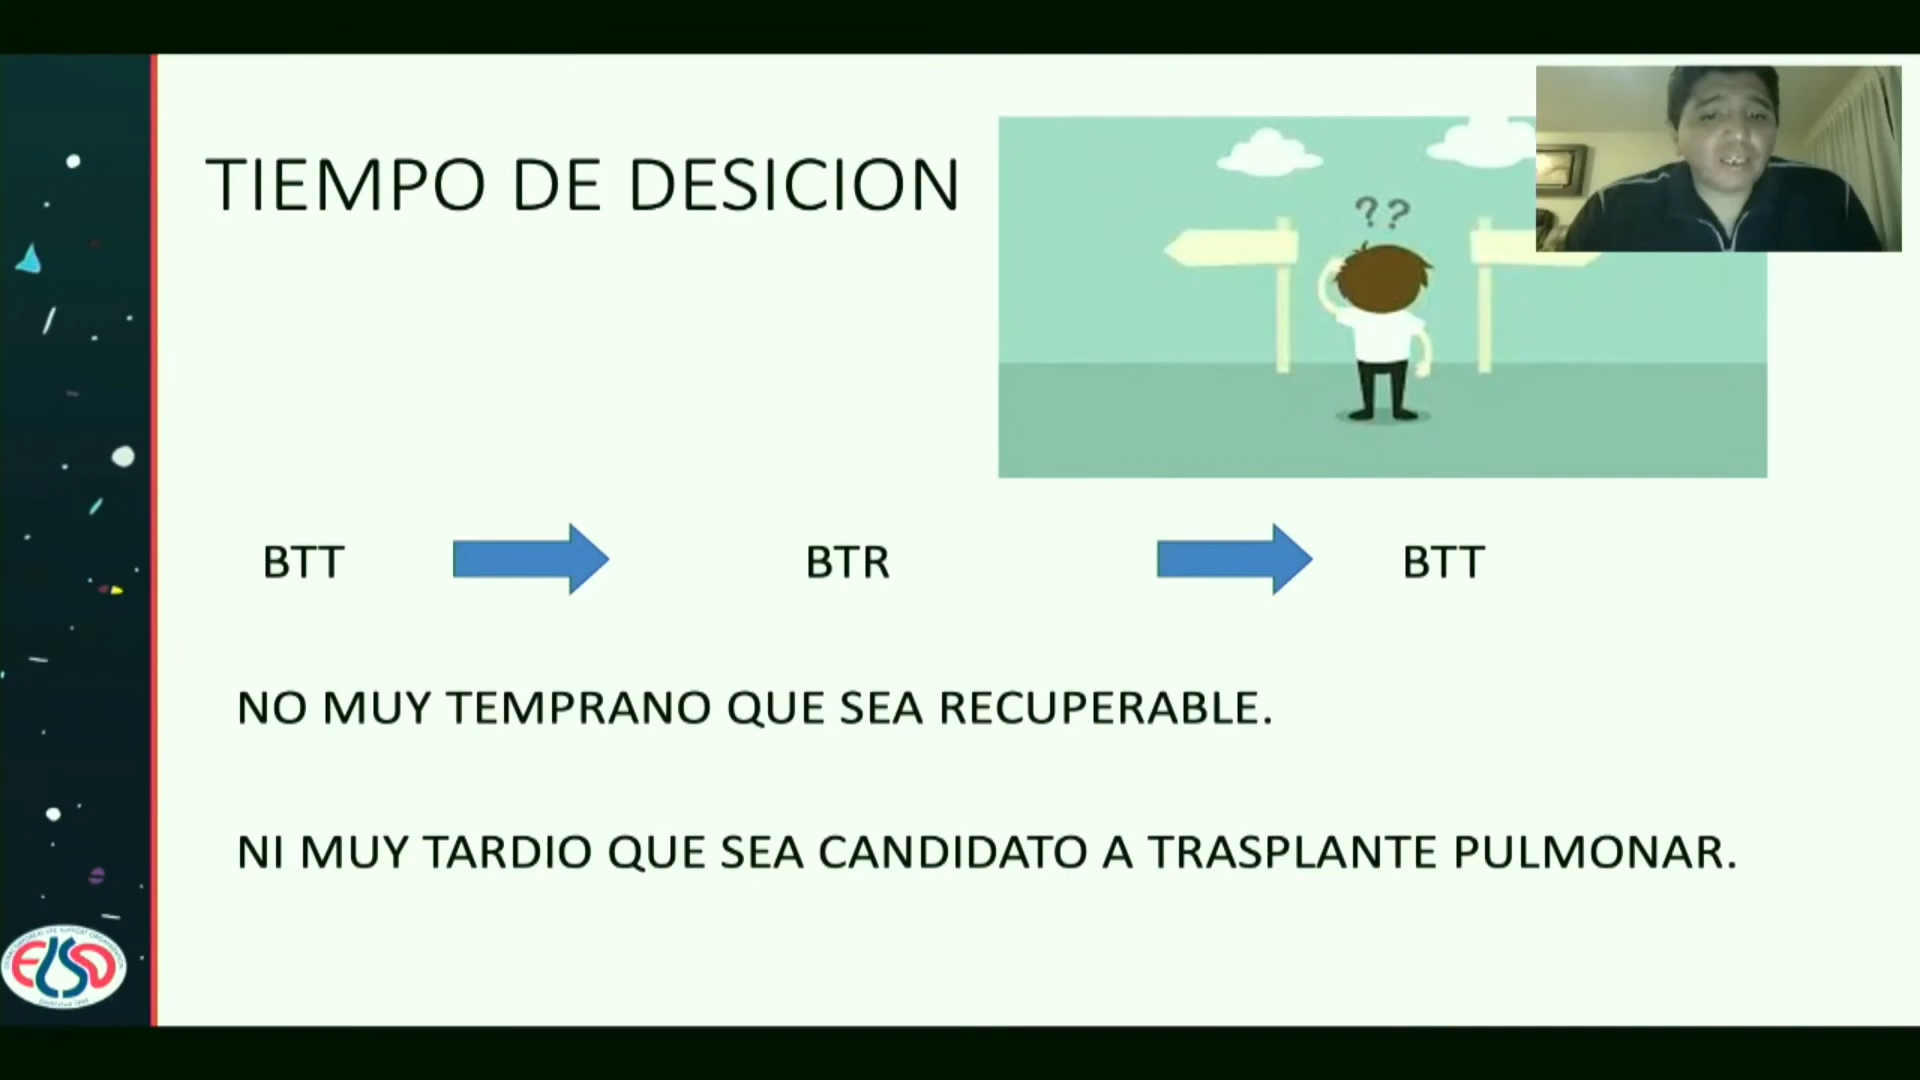 TIEMPO DE DESICION
??
BTT
BTR
BTT
NO MUY TEMPRANO QUE SEA RECUPERABLE.
NI MUY TARDIO QUE SEA CANDIDATO A TRASPLANTE PULMONAR.
ELSO